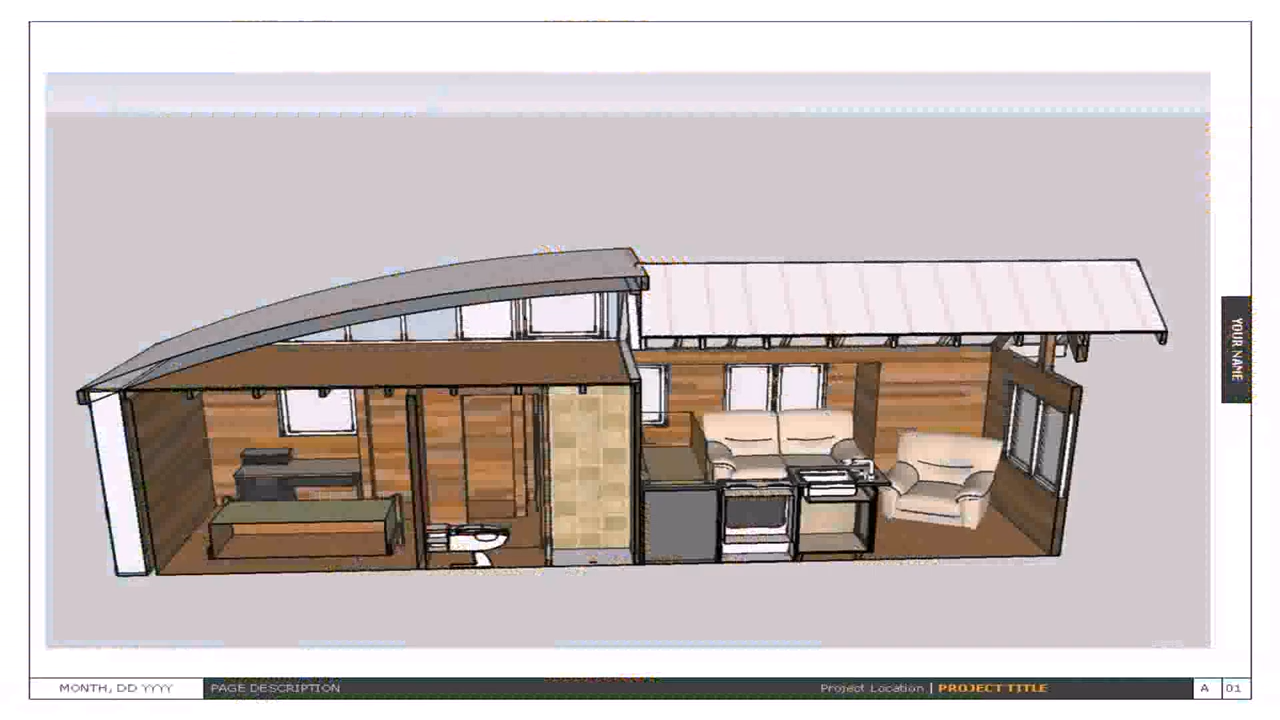 YOUR NAME
MONTH, DD YYYY
PAGE DESCRIPTION
Project Location | PROJECT TITLE
A 01